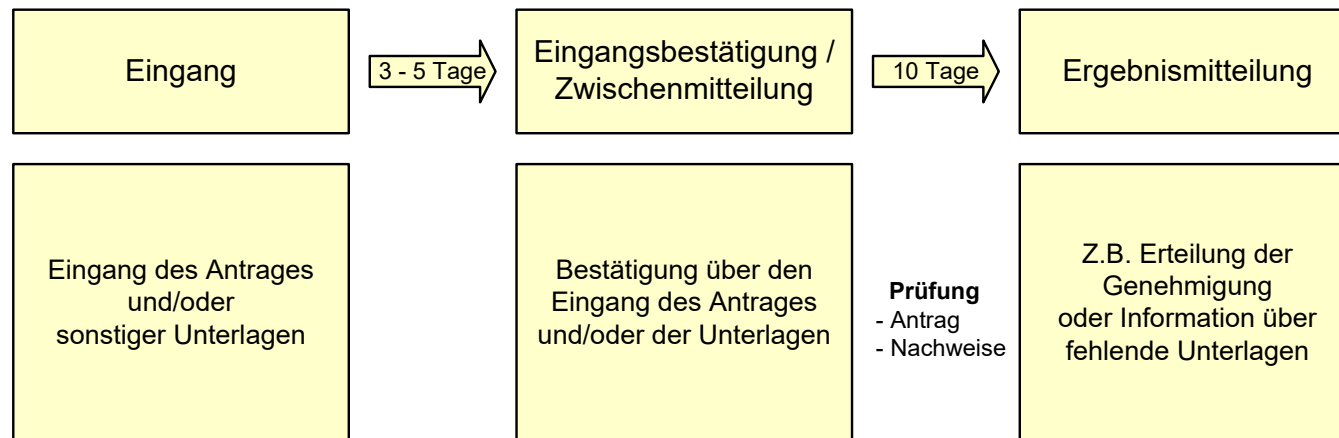 Eingang
3 - 5 Tage
Eingangsbestätigung /
Zwischenmitteilung
10 Tage
Ergebnismitteilung
Eingang des Antrages
und/oder
sonstiger Unterlagen
Bestätigung über den
Eingang des Antrages
und/oder der Unterlagen
Prüfung
- Antrag
- Nachweise
Z.B. Erteilung der
Genehmigung
oder Information über
fehlende Unterlagen